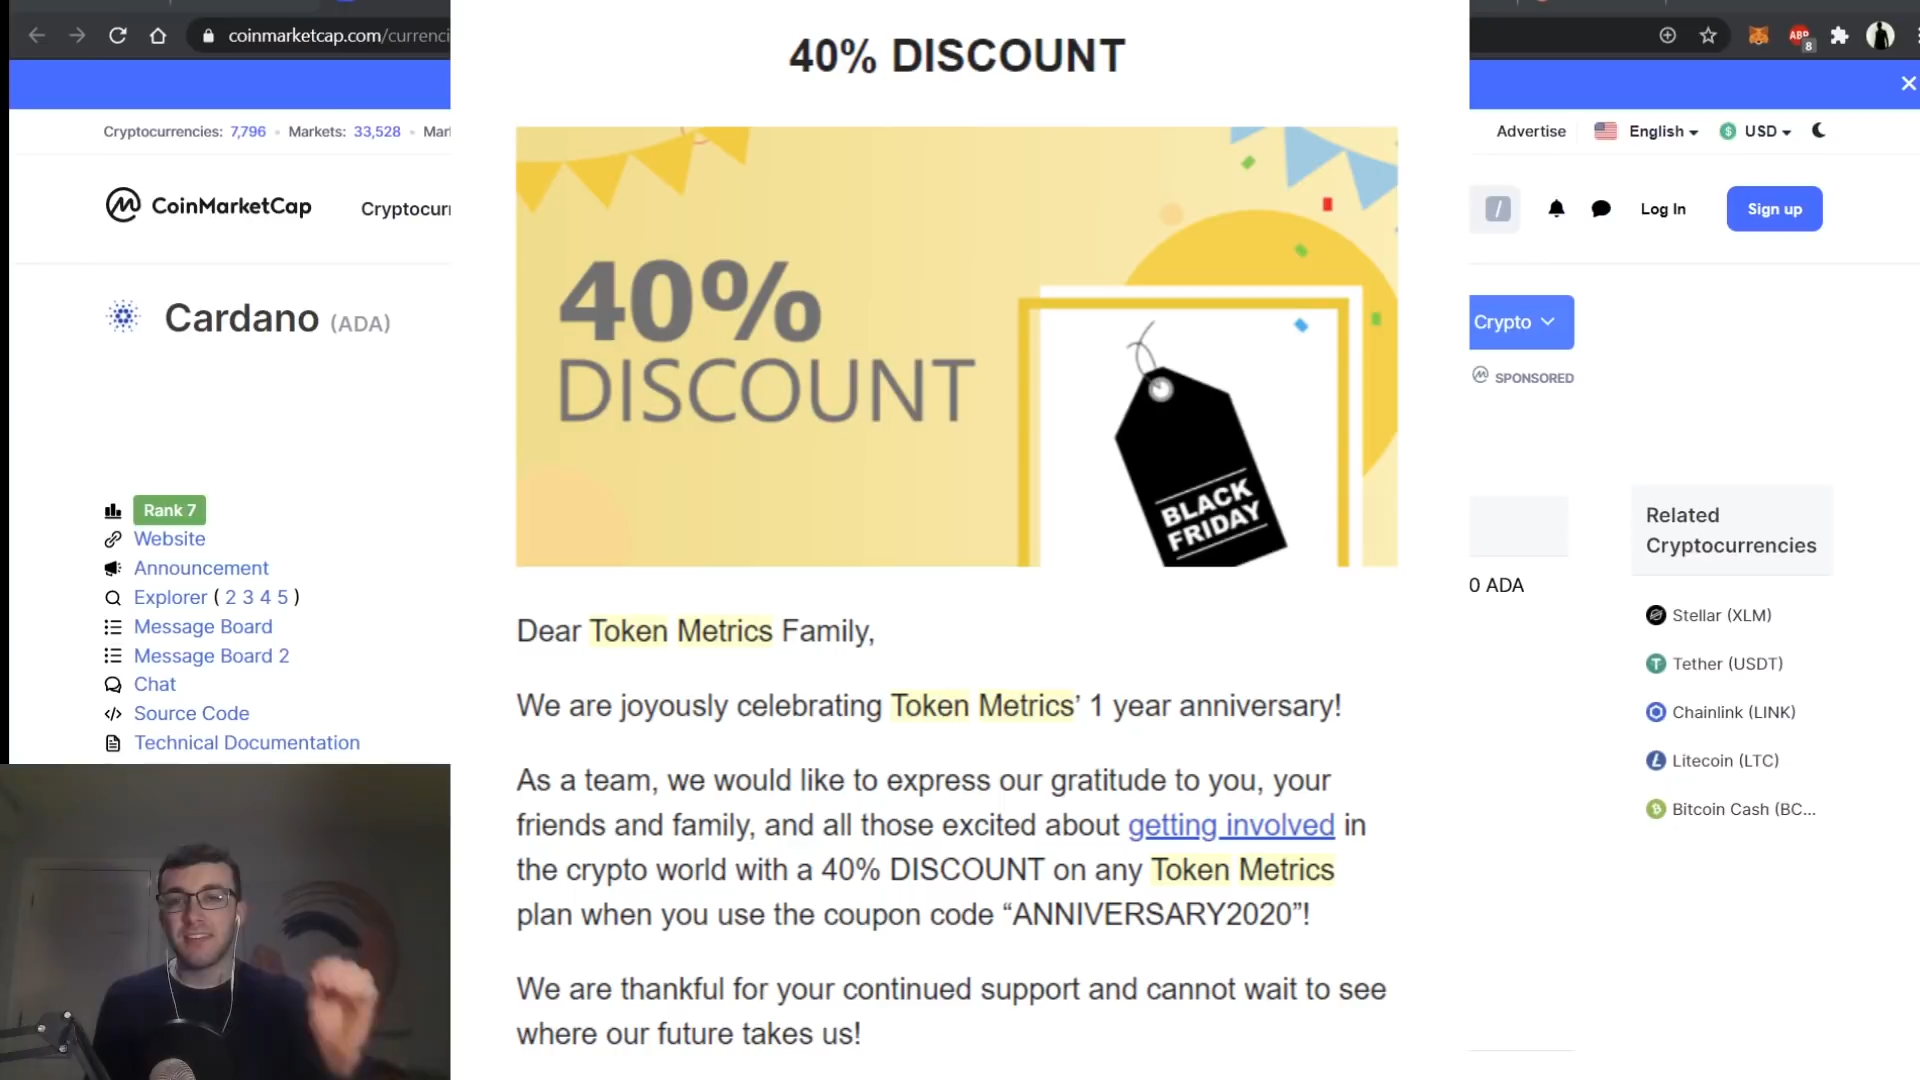 coinmarketcap.com/currenci
ABP
8
Cryptocurrencies: 7,796 • Markets: 33,528 • Mar
Advertise English USD
CoinMarketCap
Cryptocurr
/ Log In Sign up
Cardano (ADA)
Crypto
SPONSORED
Rank 7
Website
Announcement
Explorer ( 2 3 4 5 )
Message Board
Message Board 2
Chat
Source Code
Technical Documentation
40% DISCOUNT
40%
DISCOUNT
BLACK
FRIDAY
Dear Token Metrics Family,
We are joyously celebrating Token Metrics’ 1 year anniversary!
As a team, we would like to express our gratitude to you, your
friends and family, and all those excited about getting involved in
the crypto world with a 40% DISCOUNT on any Token Metrics
plan when you use the coupon code “ANNIVERSARY2020”!
We are thankful for your continued support and cannot wait to see
where our future takes us!
0 ADA
Related
Cryptocurrencies
Stellar (XLM)
Tether (USDT)
Chainlink (LINK)
Litecoin (LTC)
Bitcoin Cash (BC...